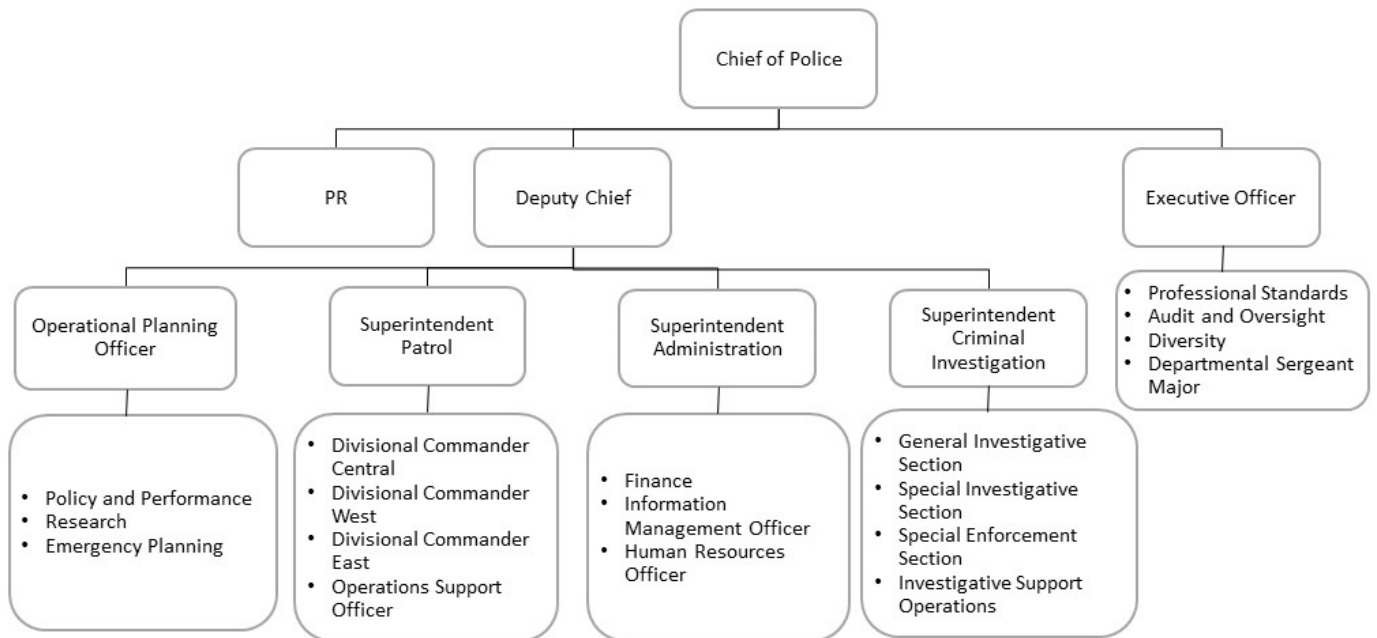 Chief of Police
PR
Deputy Chief
Executive Officer
Operational Planning
Officer
Superintendent
Patrol
Superintendent
Administration
Superintendent
Criminal
Investigation
• Professional Standards
• Audit and Oversight
• Diversity
• Departmental Sergeant
Major
• Policy and Performance
• Research
• Emergency Planning
• Divisional Commander
Central
• Divisional Commander
West
• Divisional Commander
East
• Operations Support
Officer
• Finance
• Information
Management Officer
• Human Resources
Officer
• General Investigative
Section
• Special Investigative
Section
• Special Enforcement
Section
• Investigative Support
Operations